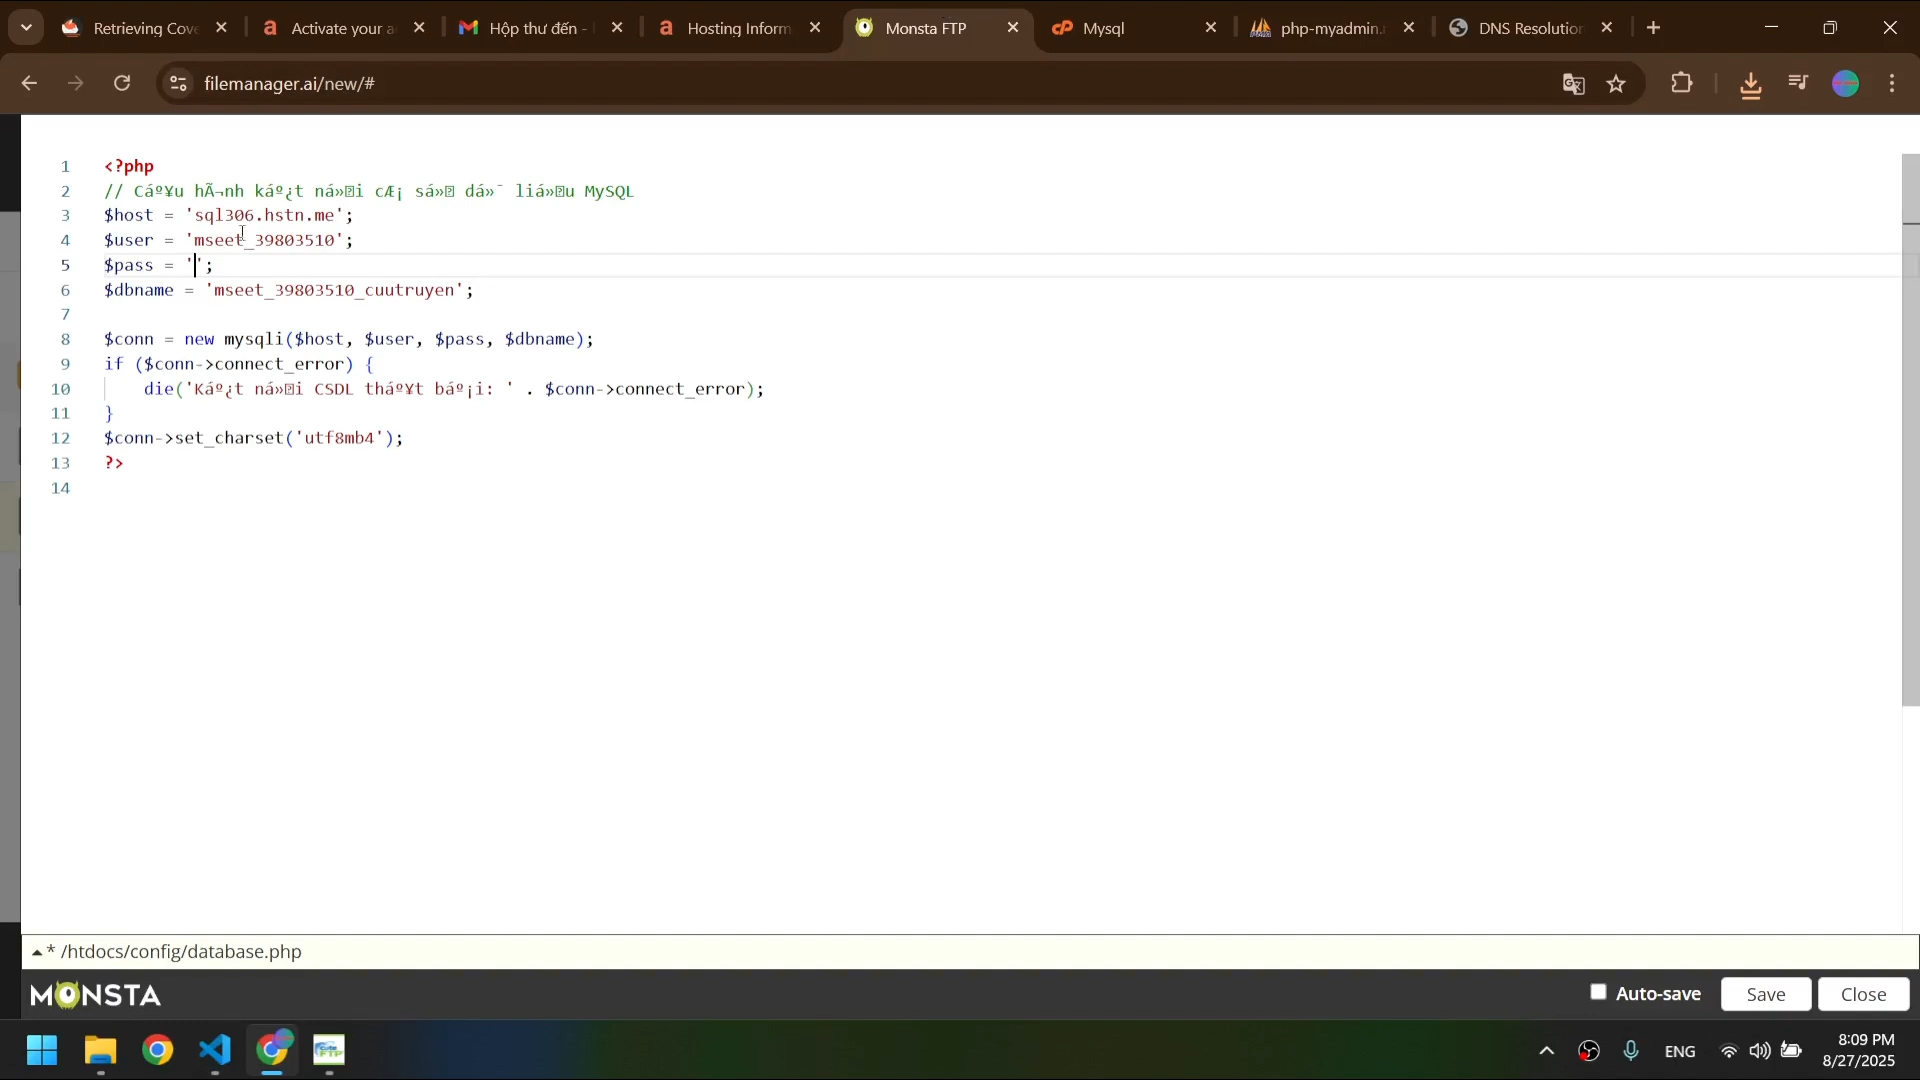 Retrieving Cove
Activate your a
Hộp thư đến -
Hosting Inform
Monsta FTP
Mysql
php-myadmin.
DNS Resolution
filemanager.ai/new/#
1 <?php
2 // Cáº¥u hÃ¬nh káº¿t ná»i cÆ¡ sá» dá»¯ liá»u MySQL
3 $host = 'sql306.hstn.me';
4 $user = 'mseet_39803510';
5 $pass = '';
6 $dbname = 'mseet_39803510_cuutruyen';
7
8 $conn = new mysqli($host, $user, $pass, $dbname);
9 if ($conn->connect_error) {
10 die('Káº¿t ná»i CSDL tháº¥t báº¡i: ' . $conn->connect_error);
11 }
12 $conn->set_charset('utf8mb4');
13 ?>
14
* /htdocs/config/database.php
MONSTA
Auto-save
Save
Close
ENG
8:09 PM
8/27/2025